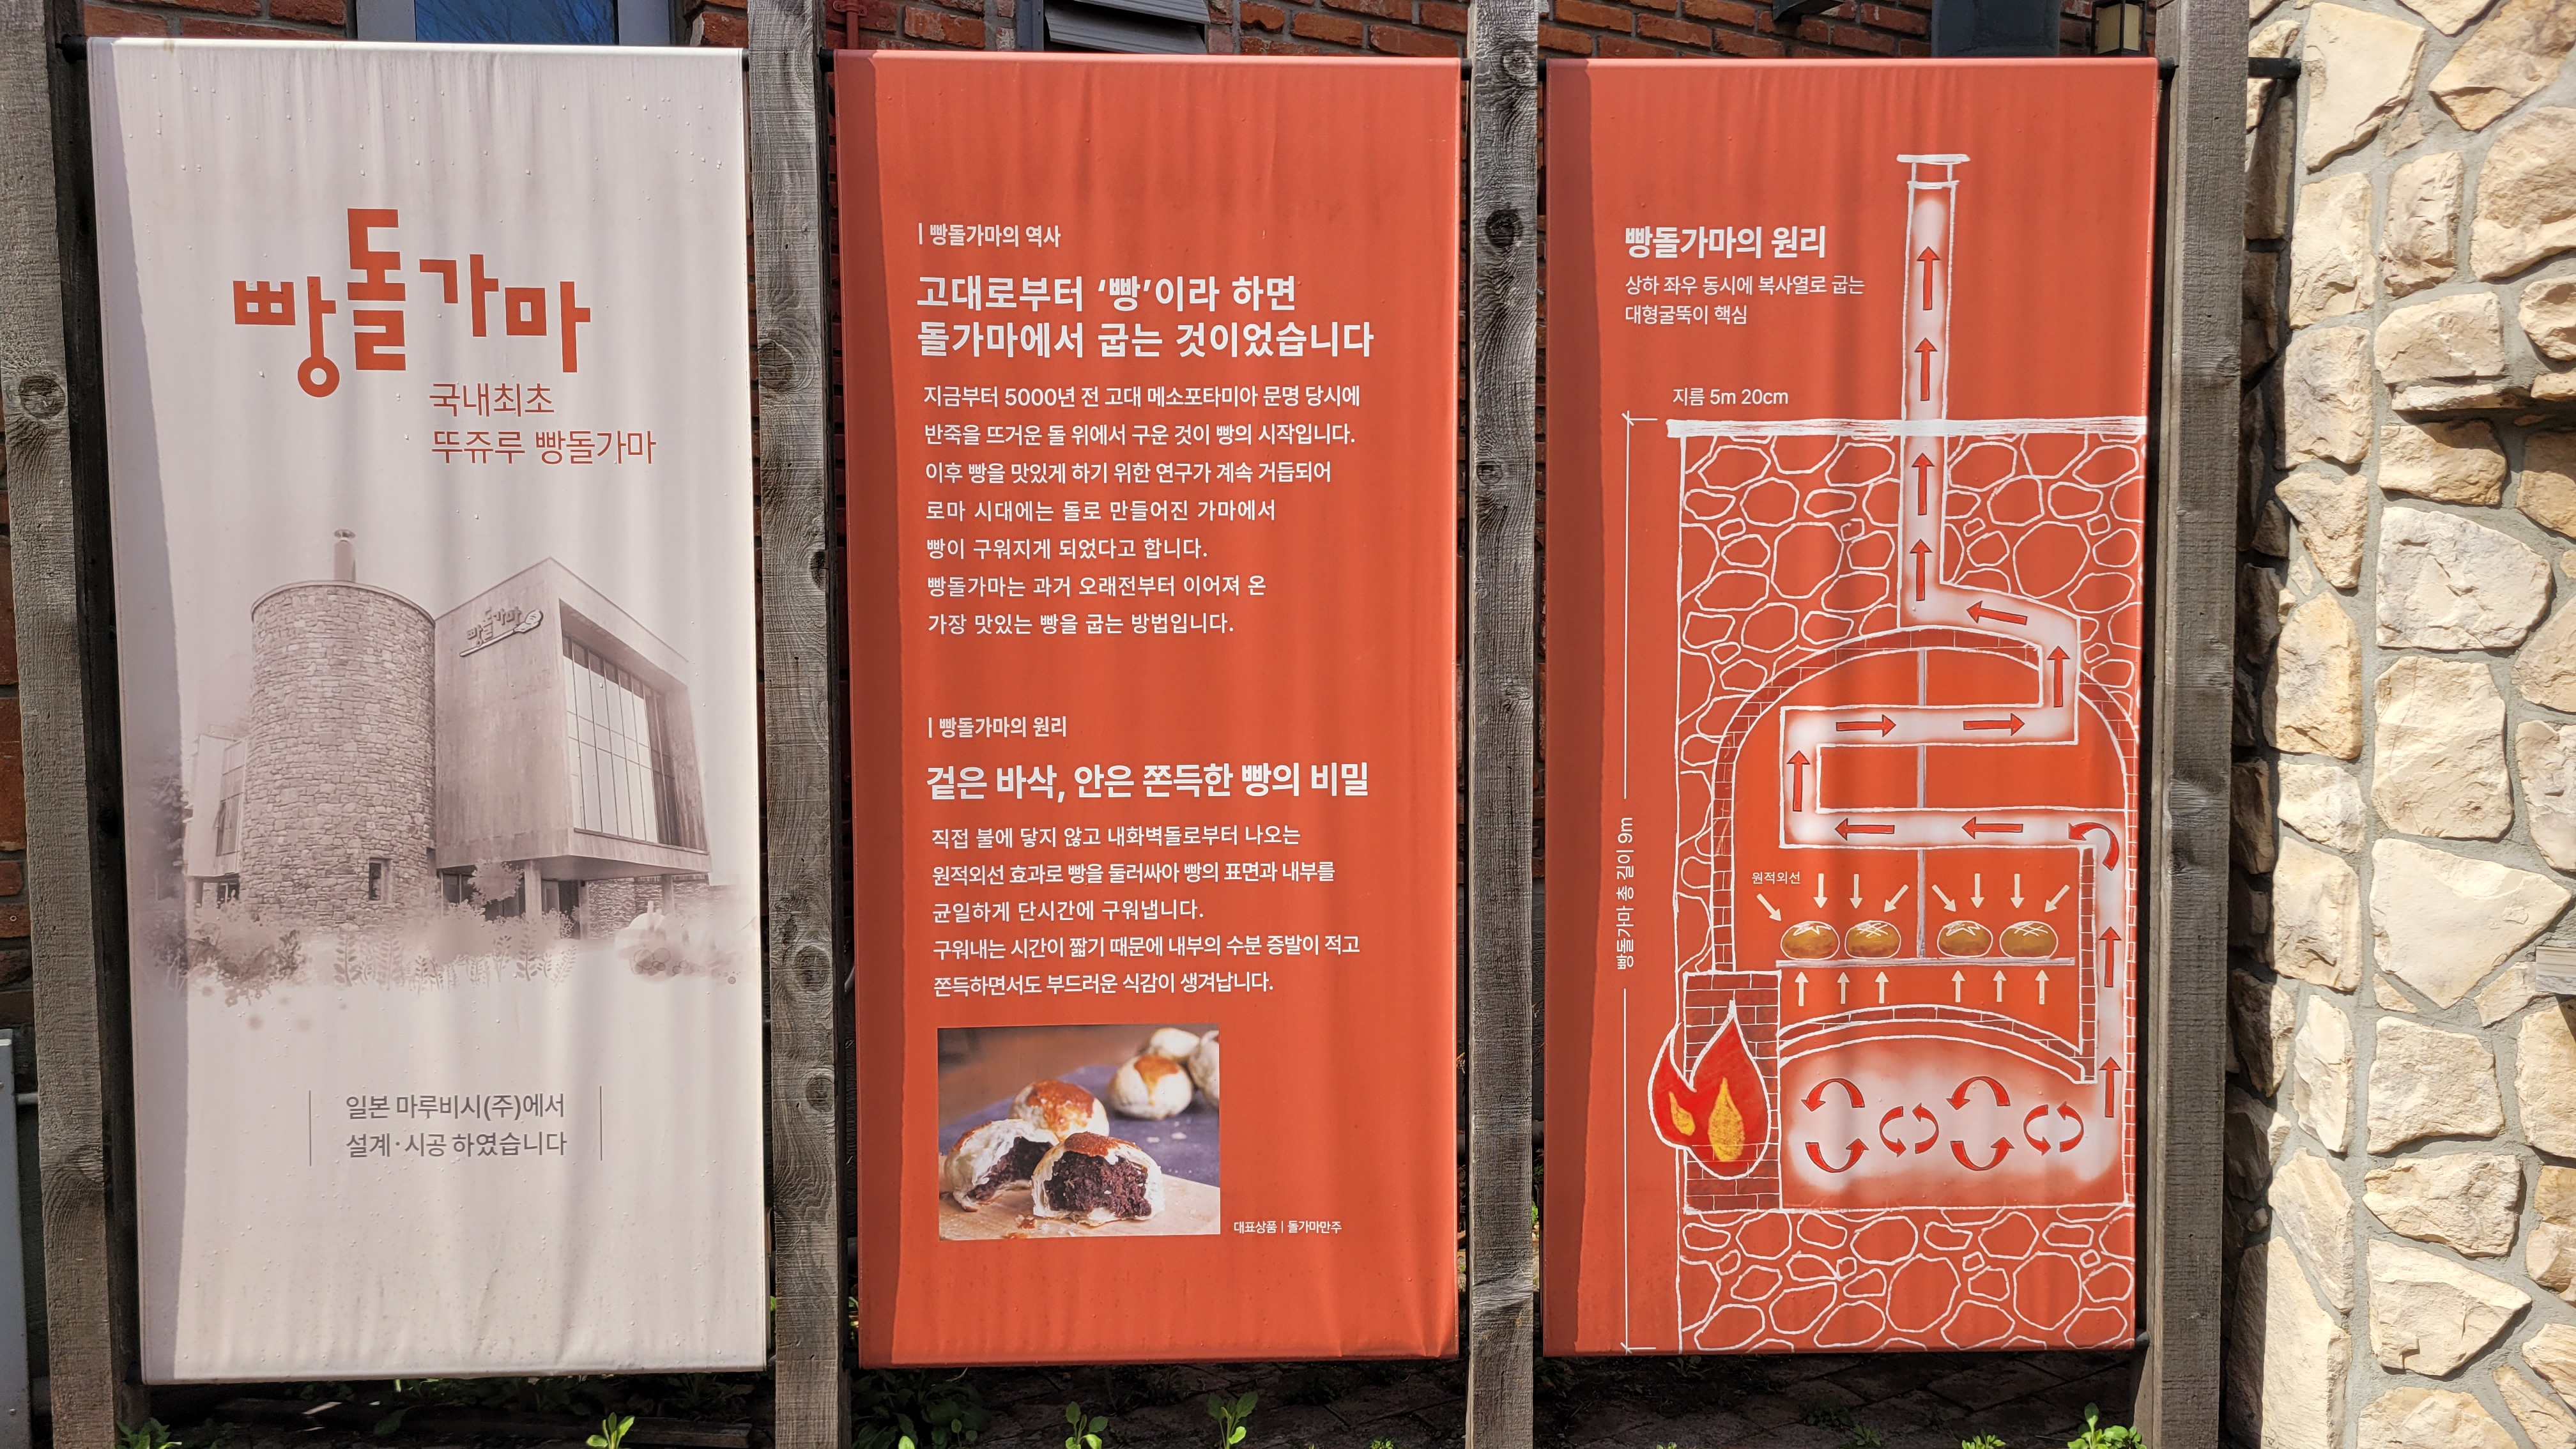 빵돌가마
국내최초
뚜쥬루 빵돌가마
빵돌가마
일본 마루비시(주)에서
설계·시공 하였습니다
| 빵돌가마의 역사
고대로부터 ‘빵’이라 하면
돌가마에서 굽는 것이었습니다
지금부터 5000년 전 고대 메소포타미아 문명 당시에
반죽을 뜨거운 돌 위에서 구운 것이 빵의 시작입니다.
이후 빵을 맛있게 하기 위한 연구가 계속 거듭되어
로마 시대에는 돌로 만들어진 가마에서
빵이 구워지게 되었다고 합니다.
빵돌가마는 과거 오래전부터 이어져 온
가장 맛있는 빵을 굽는 방법입니다.
| 빵돌가마의 원리
겉은 바삭, 안은 쫀득한 빵의 비밀
직접 불에 닿지 않고 내화벽돌로부터 나오는
원적외선 효과로 빵을 둘러싸아 빵의 표면과 내부를
균일하게 단시간에 구워냅니다.
구워내는 시간이 짧기 때문에 내부의 수분 증발이 적고
쫀득하면서도 부드러운 식감이 생겨납니다.
대표상품 | 돌가마만주
빵돌가마의 원리
상하 좌우 동시에 복사열로 굽는
대형굴뚝이 핵심
지름 5m 20cm
빵돌가마 총 길이 9m
원적외선